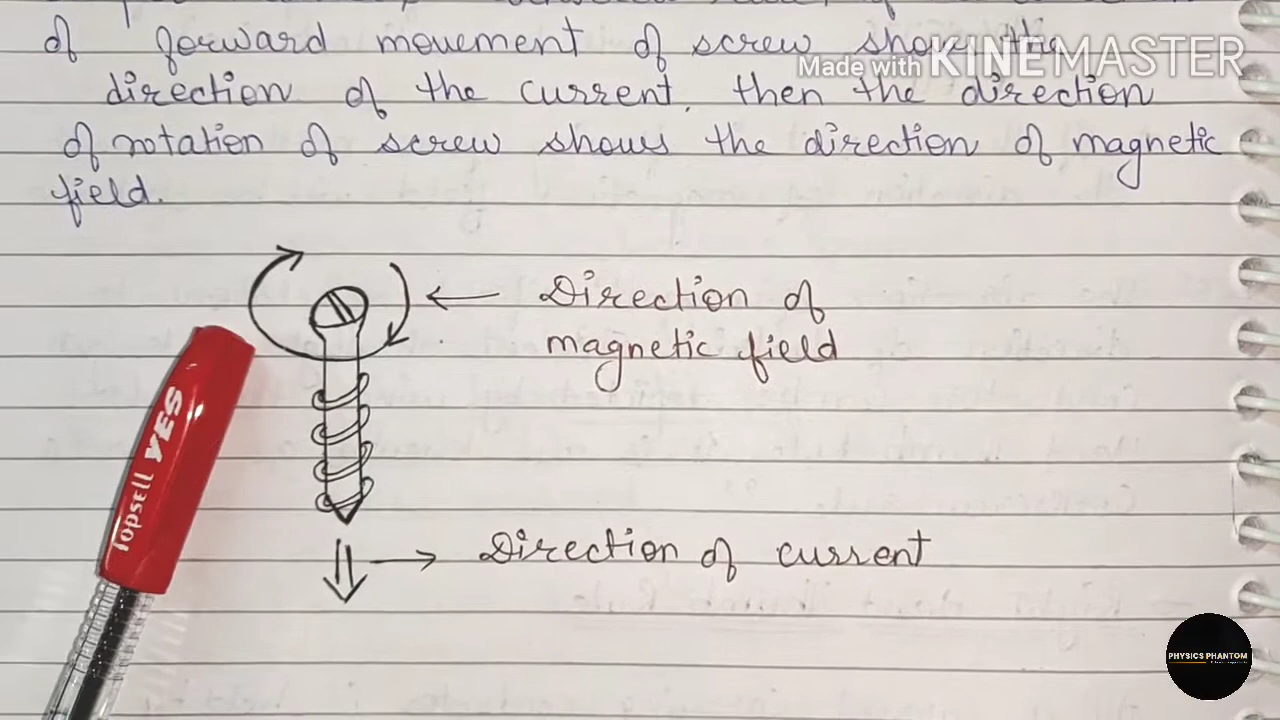 of forward movement of screw shows the
Made with KINEMASTER
direction of the current, then the direction
of rotation of screw shows the direction of magnetic
field.
Direction of
magnetic field
Topsell YES
Direction of current
PHYSICS PHANTOM